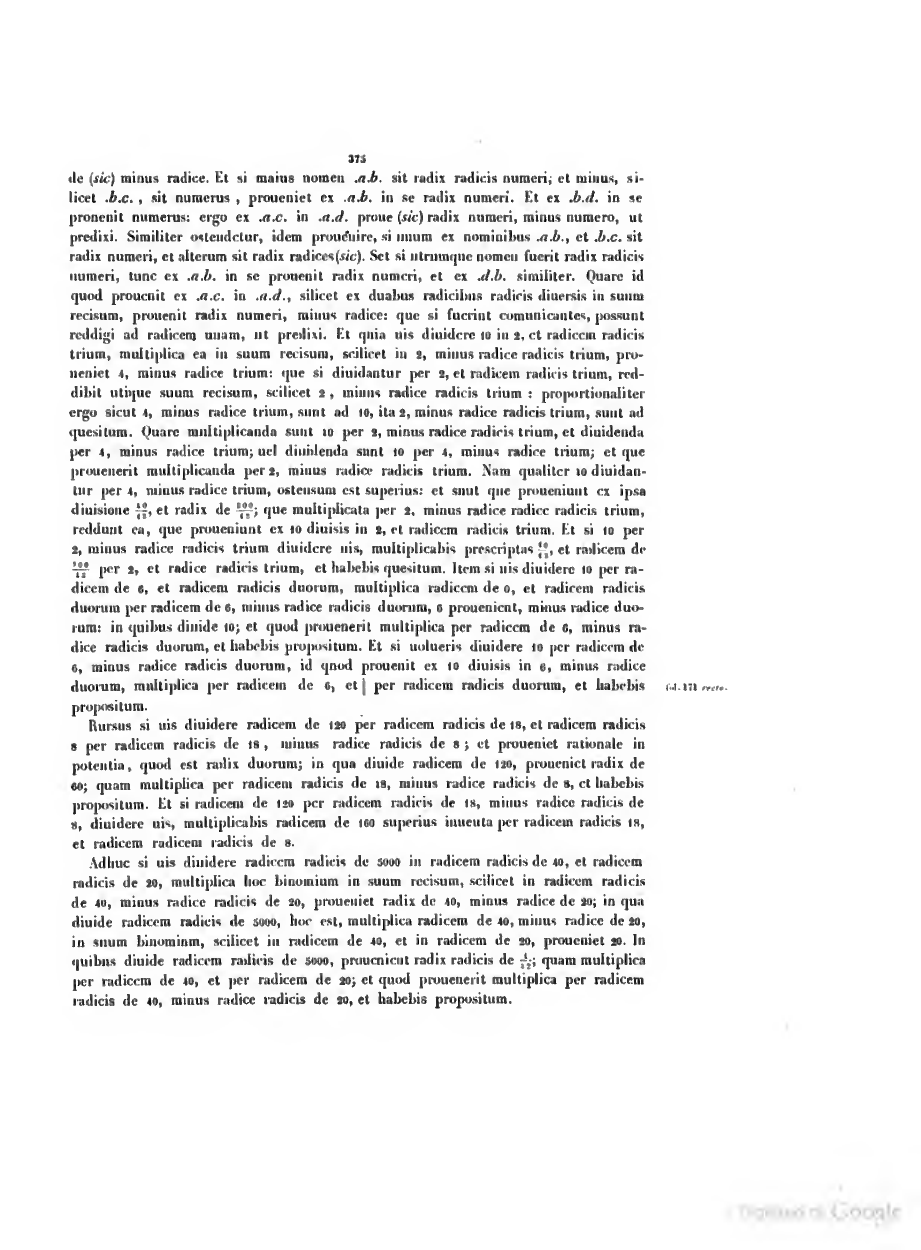 375
de (sic) minus radice. Et si maius nomen .a.b. sit radix radicis numeri; et minus, si-
licet .b.c. , sit numerus , proueniet ex .a.b. in se radix numeri. Et ex .b.d. in se
prouenit numerus: ergo ex .a.c. in .a.d. proue (sic) radix numeri, minus numero, ut
predixi. Similiter ostendetur, idem prouenire, si unum ex nominibus .a.b., et .b.c. sit
radix numeri, et alterum sit radix radices(sic). Set si utrumque nomen fuerit radix radicis
numeri, tunc ex .a.b. in se prouenit radix numeri, et ex .d.b. similiter. Quare id
quod prouenit ex .a.c. in .a.d., silicet ex duabus radicibus radicis diuersis in suum
recisum, prouenit radix numeri, minus radice: que si fuerint comunicantes, possunt
reddigi ad radicem unam, ut predixi. Et quia uis diuidere 10 in 2, et radicem radicis
trium, multiplica ea in suum recisum, scilicet in 2, minus radice radicis trium, pro-
ueniet 4, minus radice trium: que si diuidantur per 2, et radicem radicis trium, red-
dibit utique suum recisum, scilicet 2 , minus radice radicis trium : proportionaliter
ergo sicut 4, minus radice trium, sunt ad 10, ita 2, minus radice radicis trium, sunt ad
quesitum. Quare multiplicanda sunt 10 per 2, minus radice radicis trium, et diuidenda
per 4, minus radice trium; uel diuidenda sunt 10 per 4, minus radice trium; et que
prouenerit multiplicanda per 2, minus radice radicis trium. Nam qualiter 10 diuidan-
tur per 4, minus radice trium, ostensum est superius: et sunt que proueniunt ex ipsa
diuisione 40/13, et radix de 300/13; que multiplicata per 2, minus radice radice radicis trium,
reddunt ea, que proueniunt ex 10 diuisis in 2, et radicem radicis trium. Et si 10 per
2, minus radice radicis trium diuidere uis, multiplicabis prescriptas 40/13, et radicem de
300/13 per 2, et radice radicis trium, et habebis quesitum. Item si uis diuidere 10 per ra-
dicem de 6, et radicem radicis duorum, multiplica radicem de 6, et radicem radicis
duorum per radicem de 6, minus radice radicis duorum, 6 prouenient, minus radice duo-
rum: in quibus diuide 10; et quod prouenerit multiplica per radicem de 6, minus ra-
dice radicis duorum, et habebis propositum. Et si uolueris diuidere 10 per radicem de
6, minus radice radicis duorum, id quod prouenit ex 10 diuisis in 6, minus radice
duorum, multiplica per radicem de 6, et | per radicem radicis duorum, et habebis
fol. 171 recto.
propositum.
Rursus si uis diuidere radicem de 120 per radicem radicis de 18, et radicem radicis
8 per radicem radicis de 18 , minus radice radicis de 8 ; et proueniet rationale in
potentia, quod est radix duorum; in qua diuide radicem de 120, proueniet radix de
60; quam multiplica per radicem radicis de 18, minus radice radicis de 8, et habebis
propositum. Et si radicem de 120 per radicem radicis de 18, minus radice radicis de
8, diuidere uis, multiplicabis radicem de 160 superius inuenta per radicem radicis 18,
et radicem radicem radicis de 8.
Adhuc si uis diuidere radicem radicis de 5000 in radicem radicis de 40, et radicem
radicis de 20, multiplica hoc binomium in suum recisum, scilicet in radicem radicis
de 40, minus radice radicis de 20, proueniet radix de 40, minus radice de 20; in qua
diuide radicem radicis de 5000, hoc est, multiplica radicem de 40, minus radice de 20,
in suum binomium, scilicet in radicem de 40, et in radicem de 20, proueniet 20. In
quibus diuide radicem radicis de 5000, prouenient radix radicis de 1/32; quam multiplica
per radicem de 40, et per radicem de 20; et quod prouenerit multiplica per radicem
radicis de 40, minus radice radicis de 20, et habebis propositum.
Digitized by Google